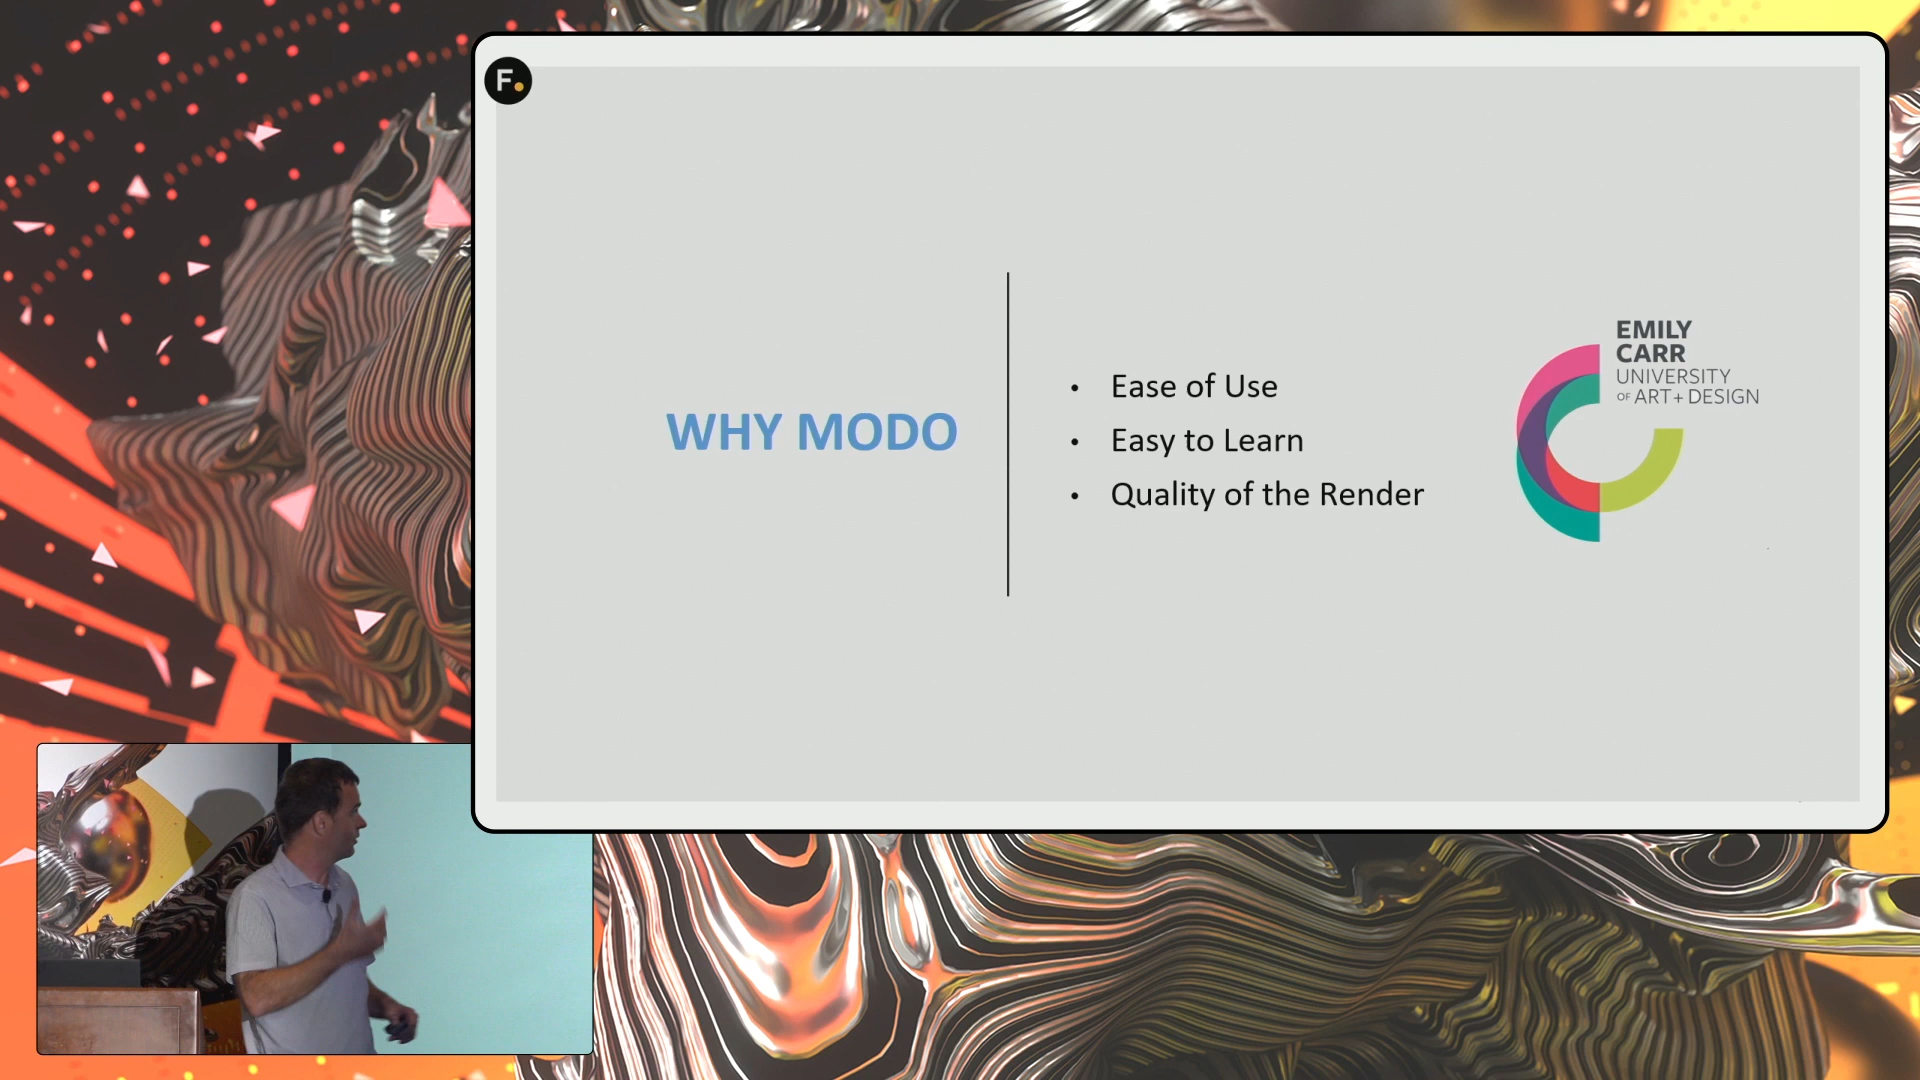 F.
WHY MODO
• Ease of Use
• Easy to Learn
• Quality of the Render
EMILY
CARR
UNIVERSITY
OF ART + DESIGN